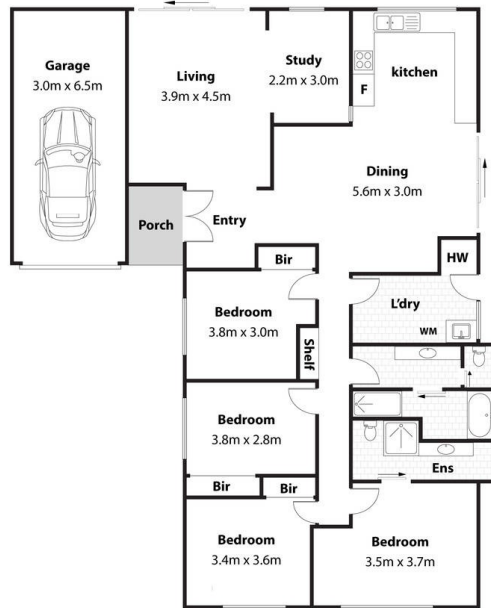 Garage
3.0m x 6.5m
Living
3.9m x 4.5m
Study
2.2m x 3.0m
kitchen
F
Dining
5.6m x 3.0m
Porch
Entry
Bir
HW
Bedroom
3.8m x 3.0m
Shelf
L'dry
WM
Bedroom
3.8m x 2.8m
Bir
Bir
Ens
Bedroom
3.4m x 3.6m
Bedroom
3.5m x 3.7m